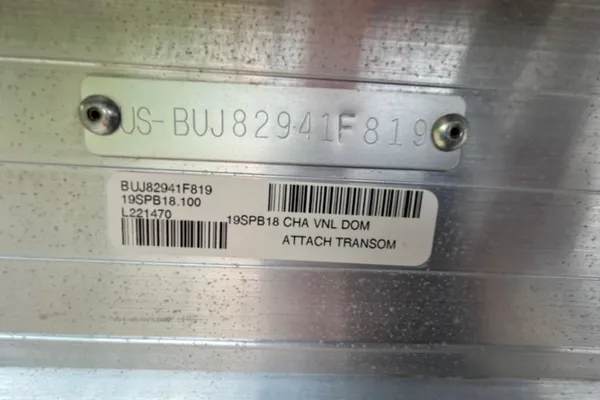 US-BUJ82941F819
BUJ82941F819
19SPB18.100
L221470
19SPB18 CHA VNL DOM
ATTACH TRANSOM